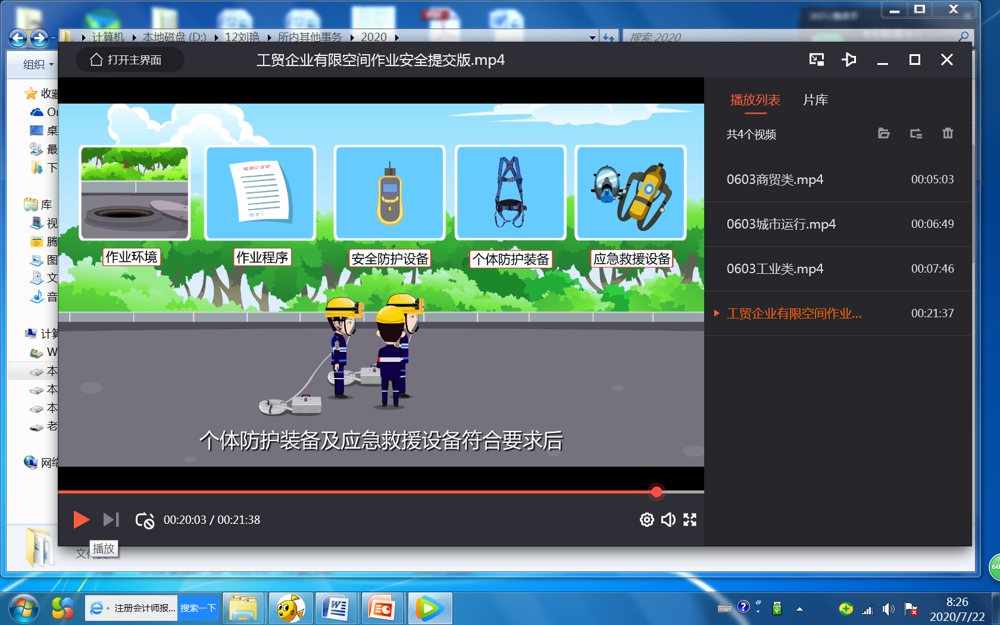 计算机 本地磁盘 (D:) 12刘艳 所内其他事务 2020
搜索 2020
组织
打开主界面
工贸企业有限空间作业安全提交版.mp4
收藏
桌
最
下
库
视
腾
图
文
音
计算
W
本
本
本
老
网络
检测记录单
签字：
作业环境
作业程序
安全防护设备
个体防护装备
应急救援设备
个体防护装备及应急救援设备符合要求后
播放列表 片库
共4个视频
0603商贸类.mp4 00:05:03
0603城市运行.mp4 00:06:49
0603工业类.mp4 00:07:46
工贸企业有限空间作业... 00:21:37
00:20:03 / 00:21:38
播放
文件
60
注册会计师报... 搜索一下
8:26
2020/7/22